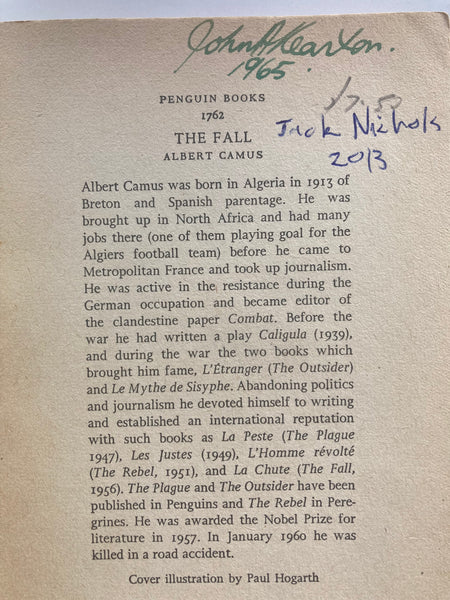 1965.
PENGUIN BOOKS
1762
THE FALL
ALBERT CAMUS
Jack Nichols
2013
Albert Camus was born in Algeria in 1913 of
Breton and Spanish parentage. He was
brought up in North Africa and had many
jobs there (one of them playing goal for the
Algiers football team) before he came to
Metropolitan France and took up journalism.
He was active in the resistance during the
German occupation and became editor of
the clandestine paper Combat. Before the
war he had written a play Caligula (1939),
and during the war the two books which
brought him fame, L'Étranger (The Outsider)
and Le Mythe de Sisyphe. Abandoning politics
and journalism he devoted himself to writing
and established an international reputation
with such books as La Peste (The Plague
1947), Les Justes (1949), L'Homme révolté
(The Rebel, 1951), and La Chute (The Fall,
1956). The Plague and The Outsider have been
published in Penguins and The Rebel in Pere-
grines. He was awarded the Nobel Prize for
literature in 1957. In January 1960 he was
killed in a road accident.
Cover illustration by Paul Hogarth